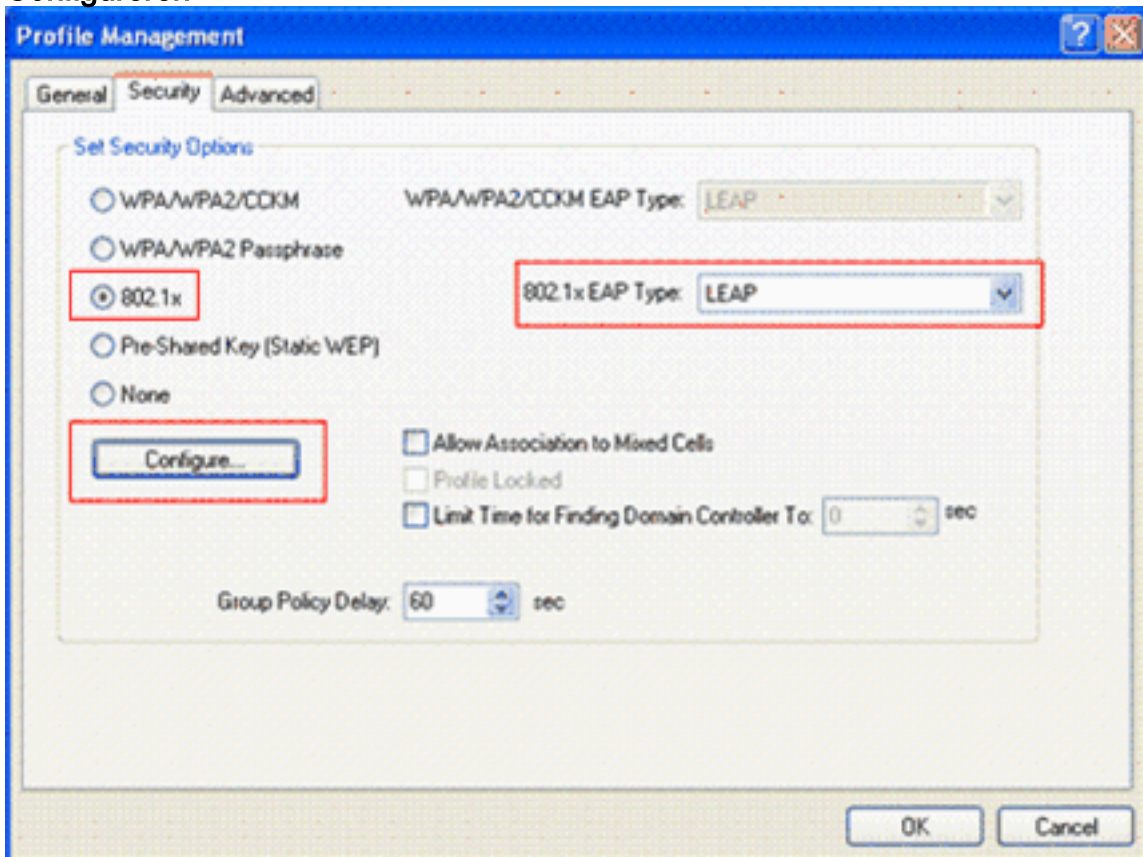 Profile Management
General Security Advanced
Set Security Options
WPA/WPA2/CCKM WPA/WPA2/CCKM EAP Type: LEAP
WPA/WPA2 Passphrase
802.1x 802.1x EAP Type: LEAP
Pre-Shared Key (Static WEP)
None
Configure... Allow Association to Mixed Cells
Profile Locked
Limit Time for Finding Domain Controller To: 0 sec
Group Policy Delay: 60 sec
OK Cancel